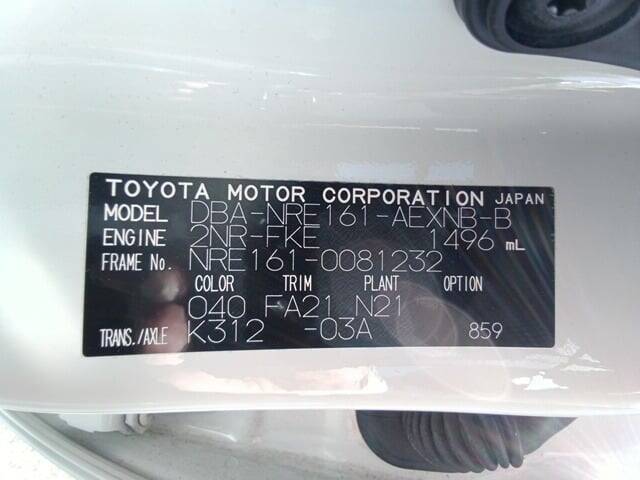 TOYOTA MOTOR CORPORATION JAPAN
MODEL DBA-NRE161-AEXNB-B
ENGINE 2NR-FKE 1496 mL
FRAME No. NRE161-0081232
COLOR TRIM PLANT OPTION
040 FA21 N21
TRANS./AXLE K312 -03A 859